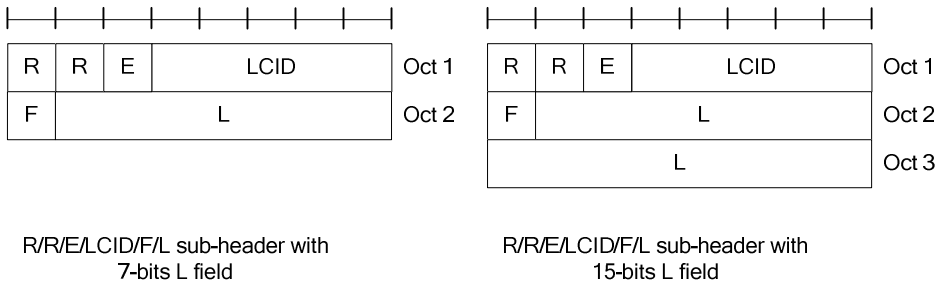 R R E LCID Oct 1
F L Oct 2
R/R/E/LCID/F/L sub-header with
7-bits L field
R R E LCID Oct 1
F L Oct 2
L Oct 3
R/R/E/LCID/F/L sub-header with
15-bits L field